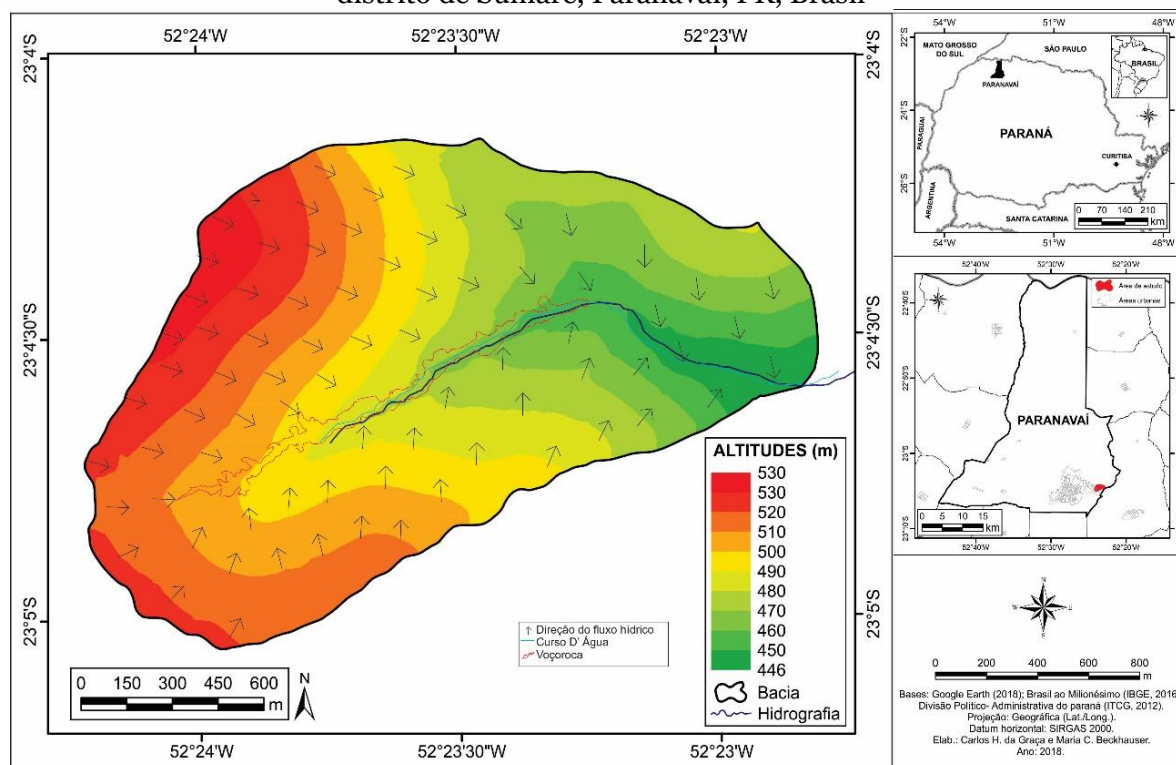 distrito de Sumaré, Paranavaí, PR, Brasil
52°24'W 52°23'30"W 52°23'W
23°4'S
23°4'S
23°4'30"S
23°4'30"S
23°5'S
23°5'S
ALTITUDES (m)
530
530
520
510
500
490
480
470
460
450
446
Bacia
Hidrografia
Direção do fluxo hídrico
Curso D' Água
Voçoroca
0 150 300 450 600
m
N
52°24'W 52°23'30"W 52°23'W
54°W 51°W 48°W
22°S
24°S
26°S
MATO GROSSO
DO SUL
SÃO PAULO
BRASIL
PARANAVAÍ
PARANÁ
PARAGUAI
CURITIBA
ARGENTINA
SANTA CATARINA
0 70 140 210
km
54°W 51°W 48°W
52°40'W 52°30'W 52°20'W
Área de estudo
Áreas urbanas
22°40'S
22°50'S
23°S
23°10'S
PARANAVAÍ
0 5 10 15
km
52°40'W 52°30'W 52°20'W
N
W E
S
0 200 400 600 800
m
Bases: Google Earth (2018); Brasil ao Milionésimo (IBGE, 2016)
Divisão Político- Administrativa do paraná (ITCG, 2012).
Projeção: Geográfica (Lat./Long.).
Datum horizontal: SIRGAS 2000.
Elab.: Carlos H. da Graça e Maria C. Beckhauser.
Ano: 2018.